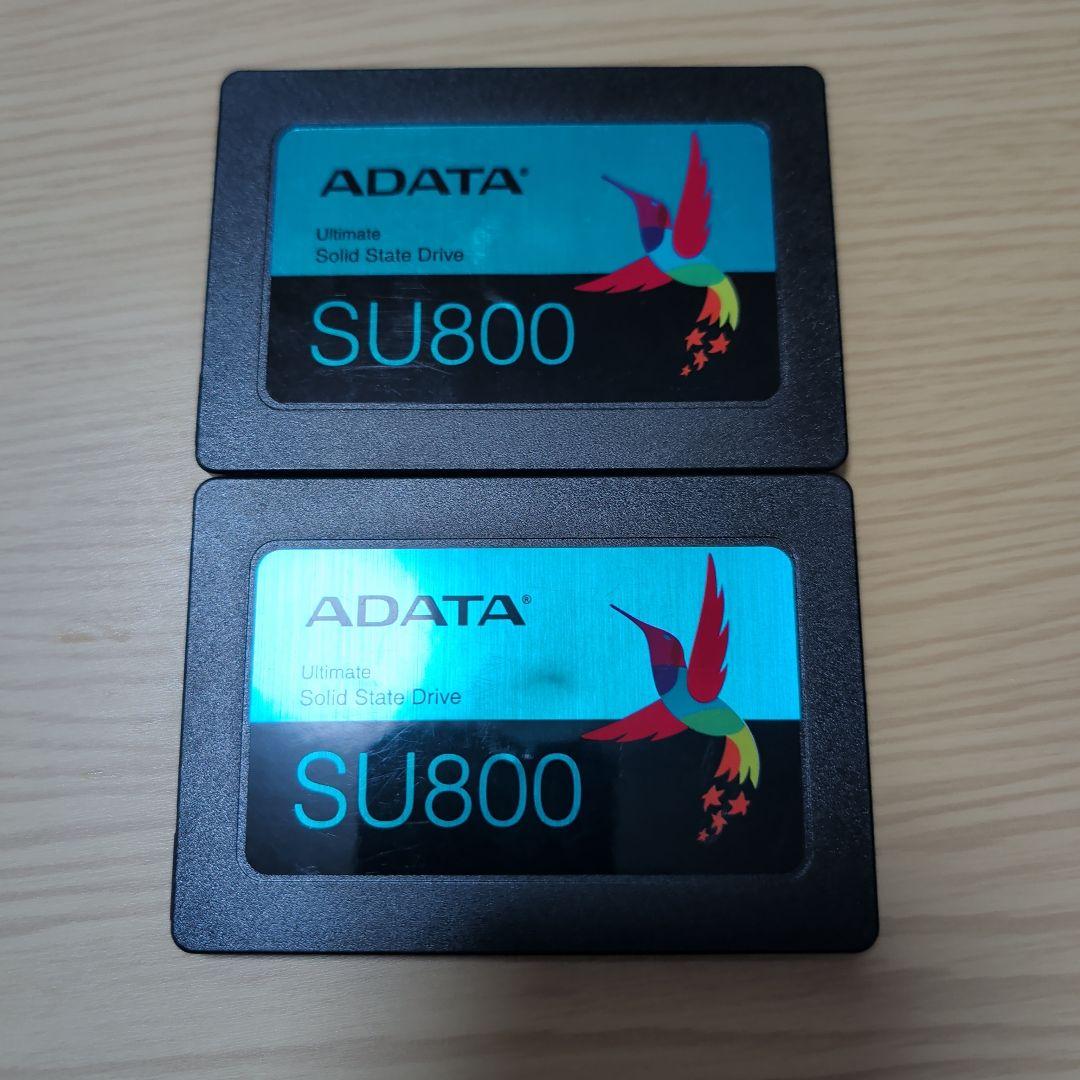 ADATA®
Ultimate
Solid State Drive
SU800
ADATA®
Ultimate
Solid State Drive
SU800